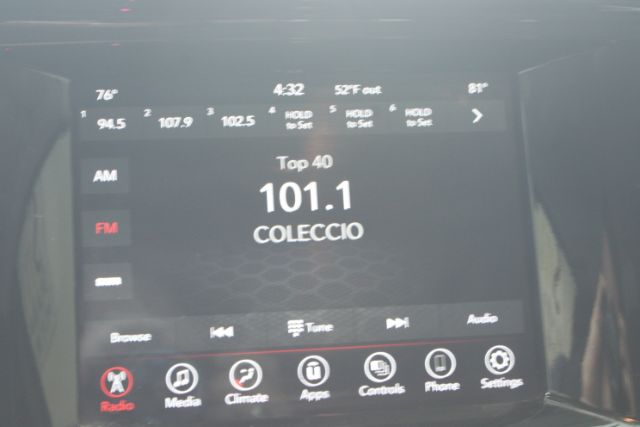 76° 4:32 52°F out 81°
1 94.5 2 107.9 3 102.5 4 HOLD to Set 5 HOLD to Set 6 HOLD to Set
Top 40
AM
101.1
FM
COLECCIO
Browse Tune Audio
Radio Media Climate Apps Controls Phone Settings